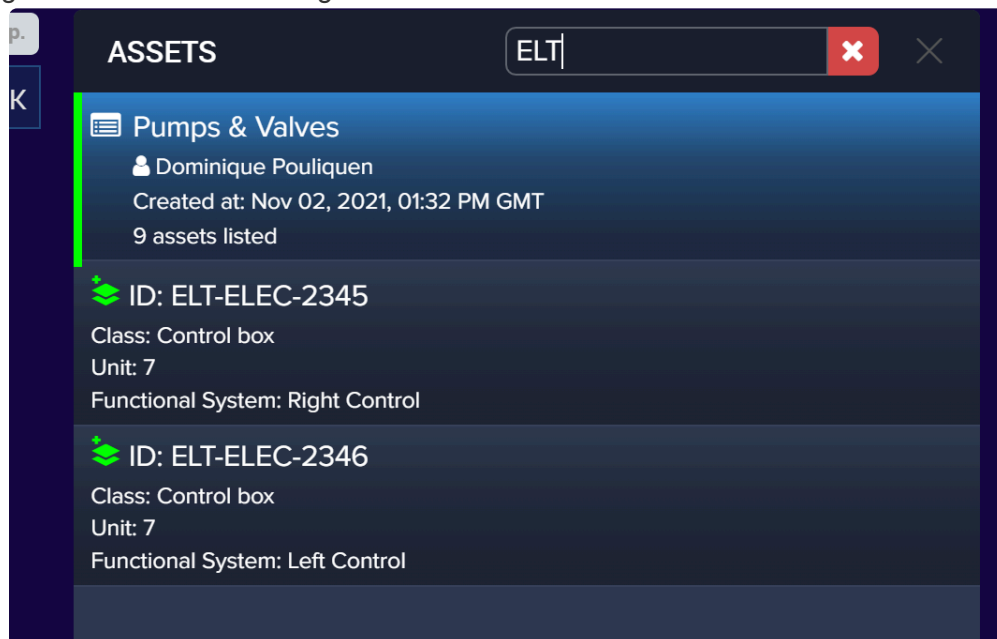 p.
K
ASSETS
ELT
Pumps & Valves
Dominique Pouliquen
Created at: Nov 02, 2021, 01:32 PM GMT
9 assets listed
ID: ELT-ELEC-2345
Class: Control box
Unit: 7
Functional System: Right Control
ID: ELT-ELEC-2346
Class: Control box
Unit: 7
Functional System: Left Control